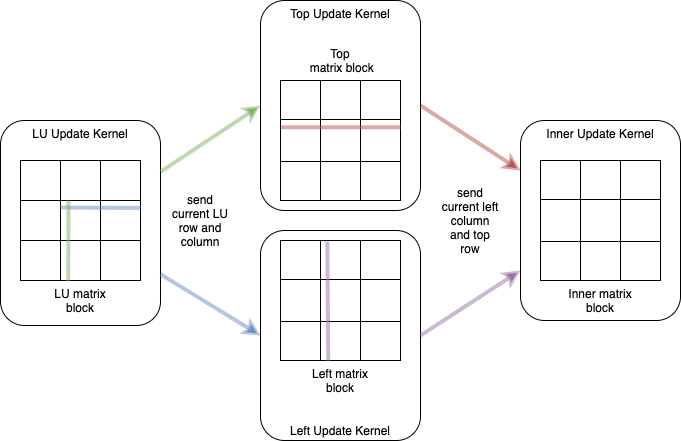 Top Update Kernel
Top
matrix block
LU Update Kernel
LU matrix
block
send
current LU
row and
column
Left matrix
block
Left Update Kernel
send
current left
column
and top
row
Inner Update Kernel
Inner matrix
block